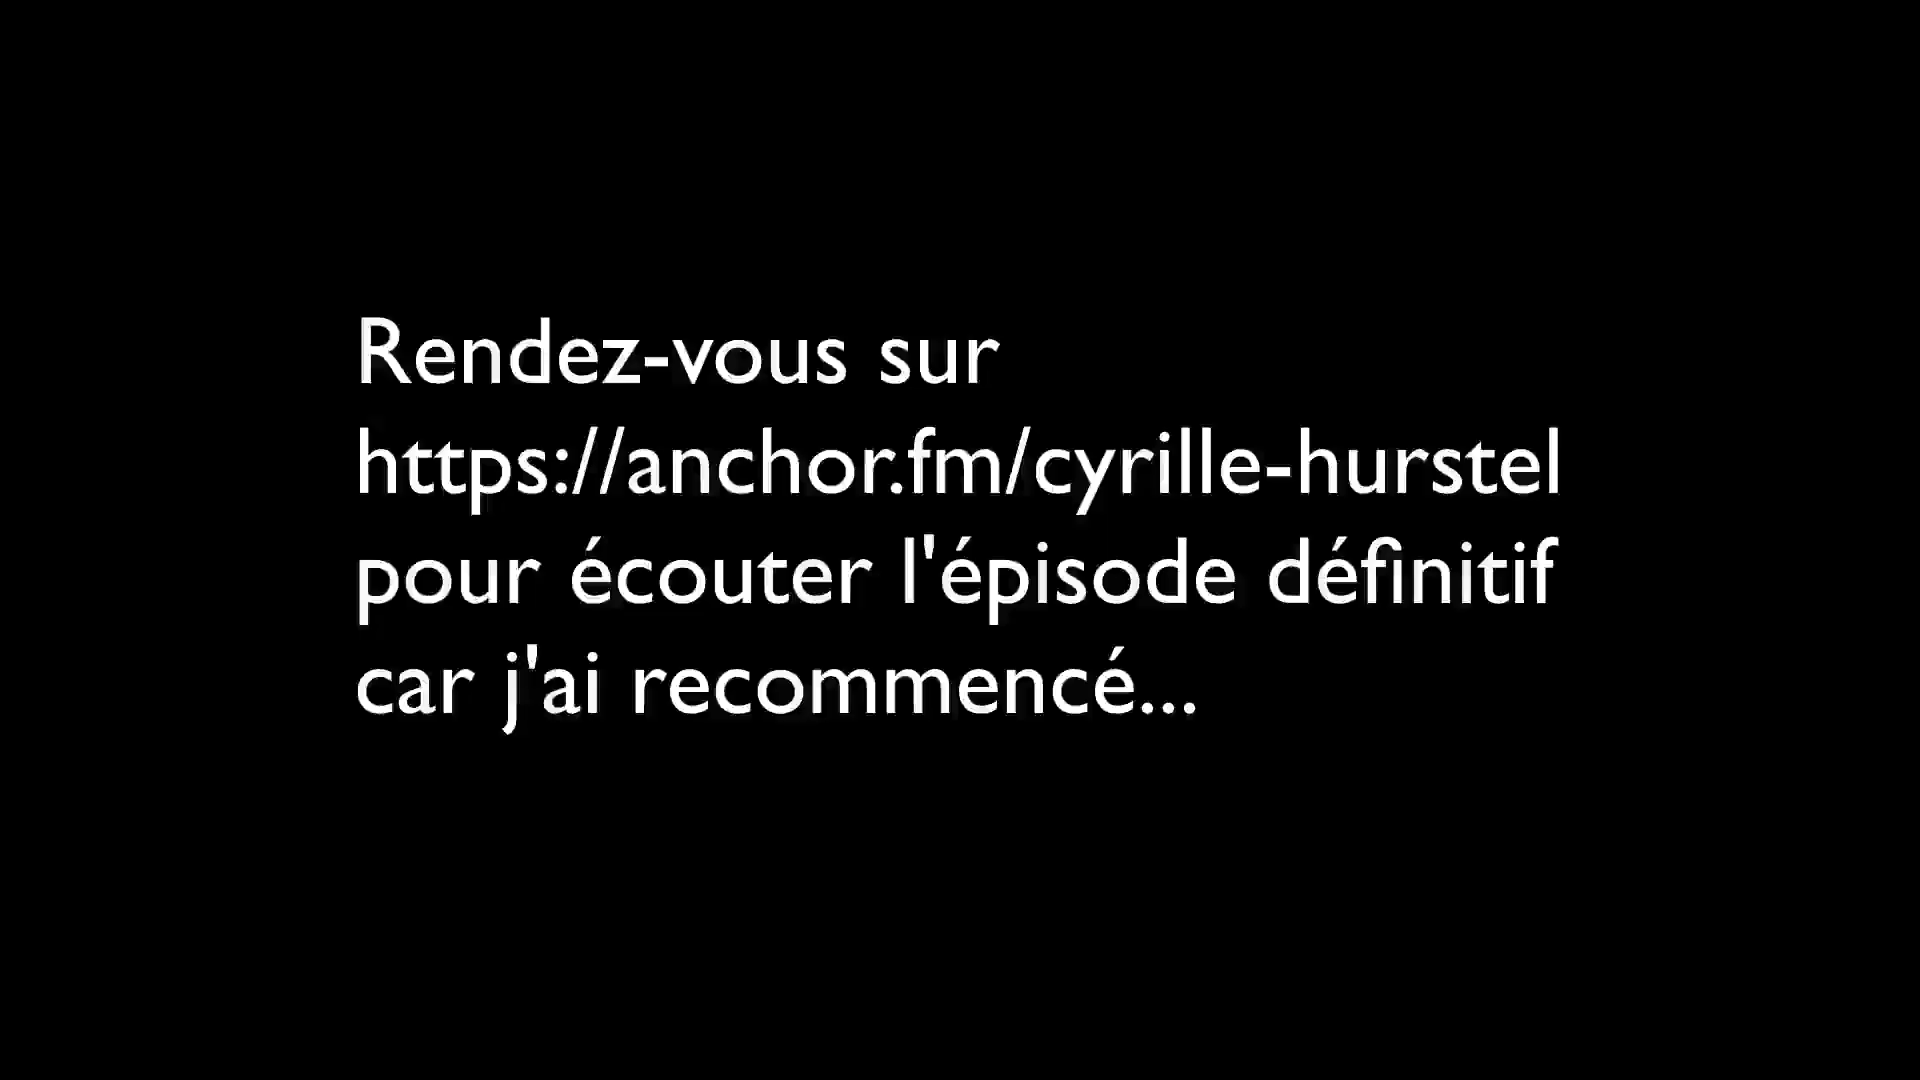 Rendez-vous sur
https://anchor.fm/cyrille-hurstel
pour écouter l'épisode définitif
car j'ai recommencé...